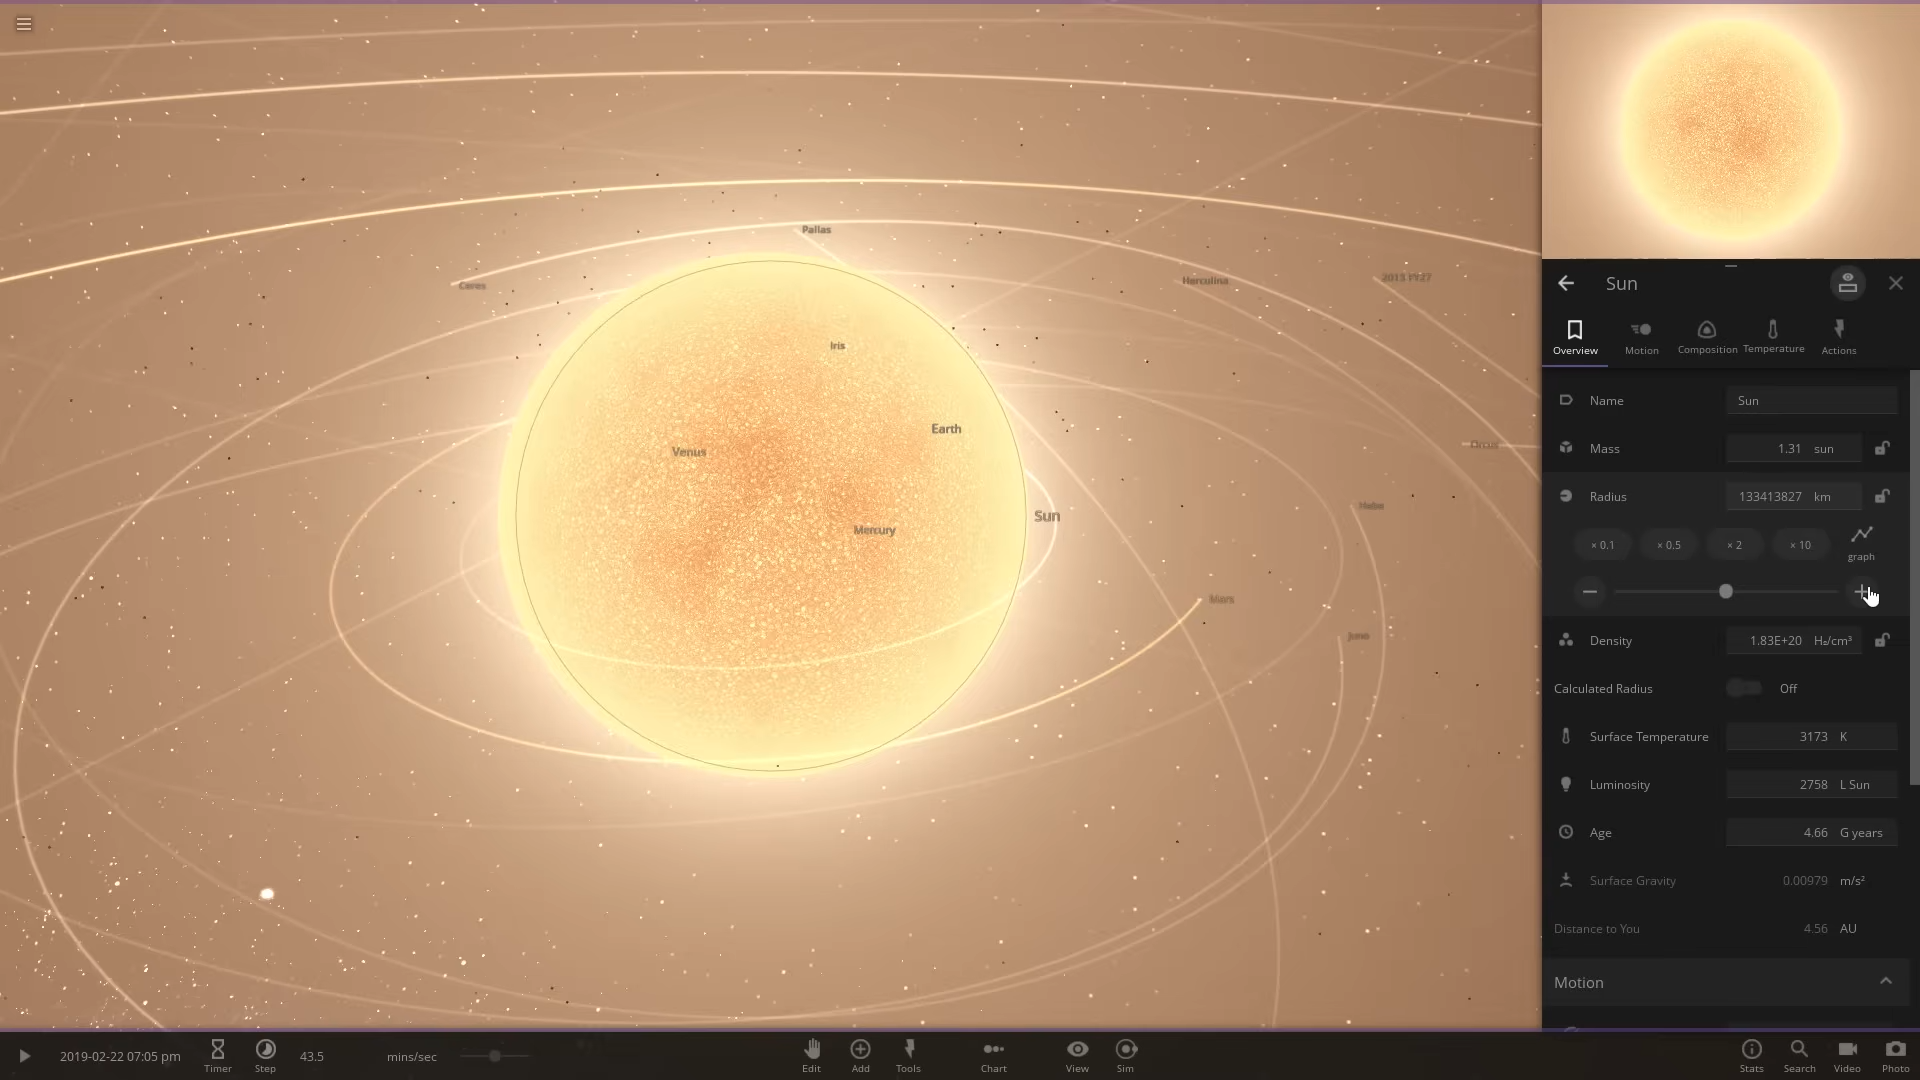 Pallas
Ceres
Herculina
2013 FY27
Iris
Earth
Circus
Venus
Hebe
Sun
Mercury
Mars
Juno
Sun
Overview
Motion
Composition
Temperature
Actions
Name
Sun
Mass
1.31 sun
Radius
133413827 km
× 0.1
× 0.5
× 2
× 10
graph
Density
1.83E+20 H₂/cm³
Calculated Radius
Off
Surface Temperature
3173 K
Luminosity
2758 L Sun
Age
4.66 G years
Surface Gravity
0.00979 m/s²
Distance to You
4.56 AU
Motion
2019-02-22 07:05 pm
Timer
Step
43.5
mins/sec
Edit
Add
Tools
Chart
View
Sim
Stats
Search
Video
Photo